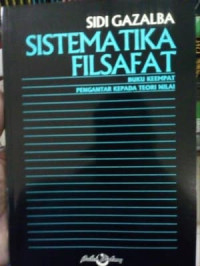 SIDI GAZALBA
SISTEMATIKA
FILSAFAT
BUKU KEEMPAT
PENGANTAR KEPADA TEORI NILAI